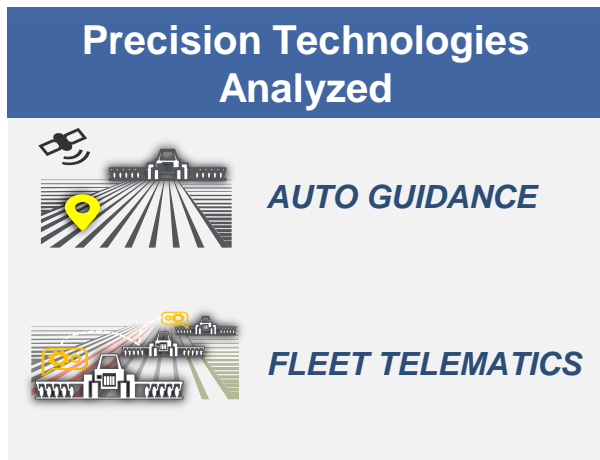 Precision Technologies
Analyzed
AUTO GUIDANCE
FLEET TELEMATICS